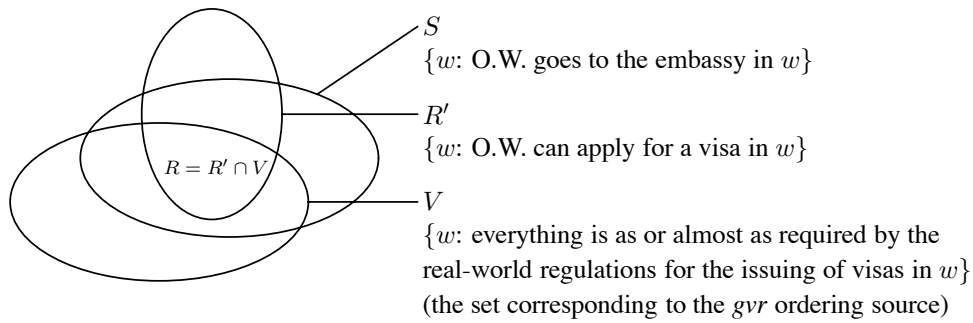 S
{w: O.W. goes to the embassy in w}
R′
{w: O.W. can apply for a visa in w}
R = R′ ∩ V
V
{w: everything is as or almost as required by the
real-world regulations for the issuing of visas in w}
(the set corresponding to the gvr ordering source)